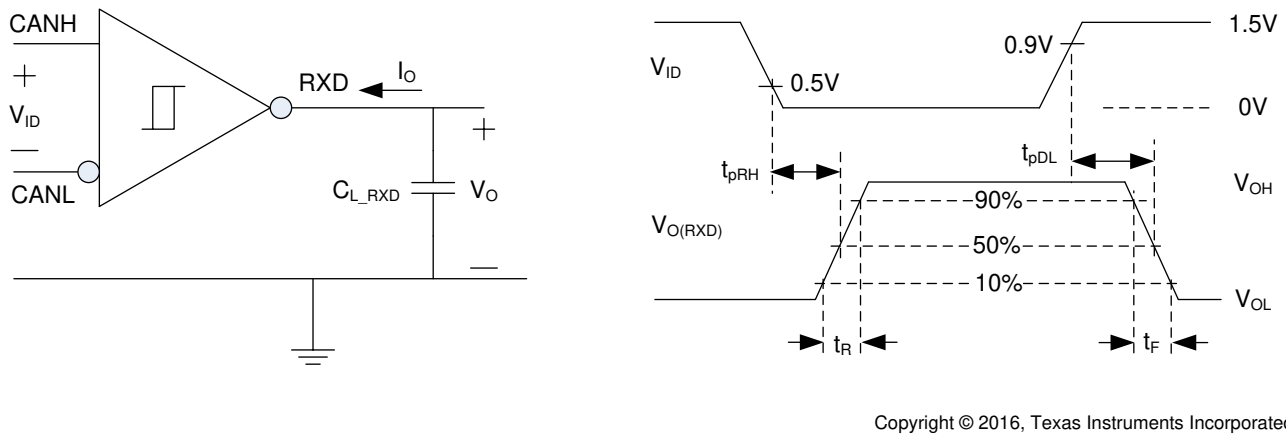 CANH
+
V_ID
—
CANL
RXD
I_O
+
C_L_RXD
V_O
—
V_ID
0.5V
0.9V
1.5V
0V
t_pRH
t_pDL
V_O(RXD)
90%
50%
10%
V_OH
V_OL
t_R
t_F
Copyright © 2016, Texas Instruments Incorporate